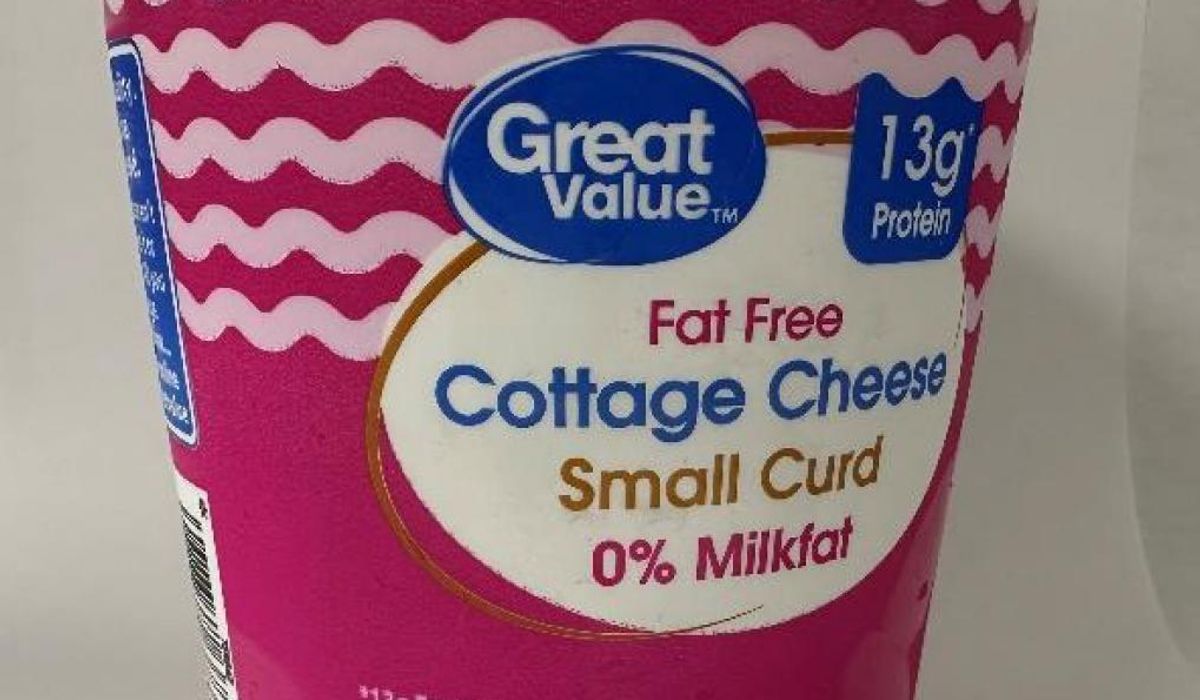 Great
Value™
13g*
Protein
Fat Free
Cottage Cheese
Small Curd
0% Milkfat